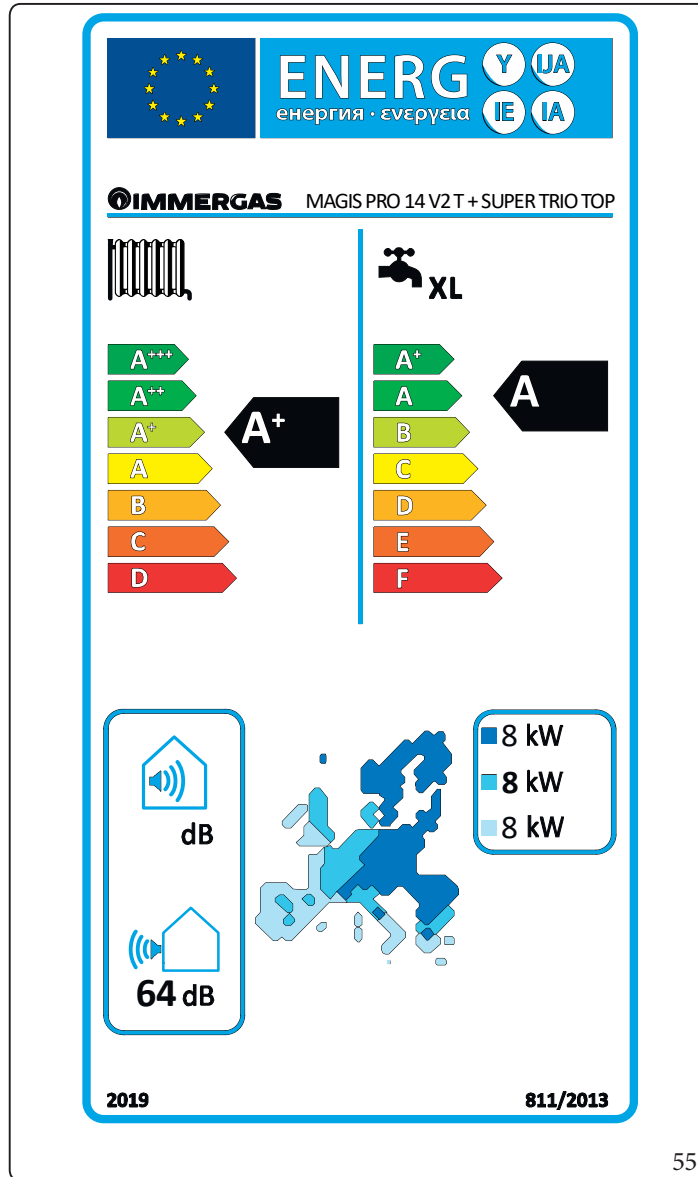 ENERG Y IJA
енергия · ενεργεια IE IA
IMMERGAS MAGIS PRO 14 V2 T + SUPER TRIO TOP
XL
A+++
A++
A+
A
B
C
D
A+
A+
A
B
C
D
E
F
A
dB
64 dB
8 kW
8 kW
8 kW
2019
811/2013
55